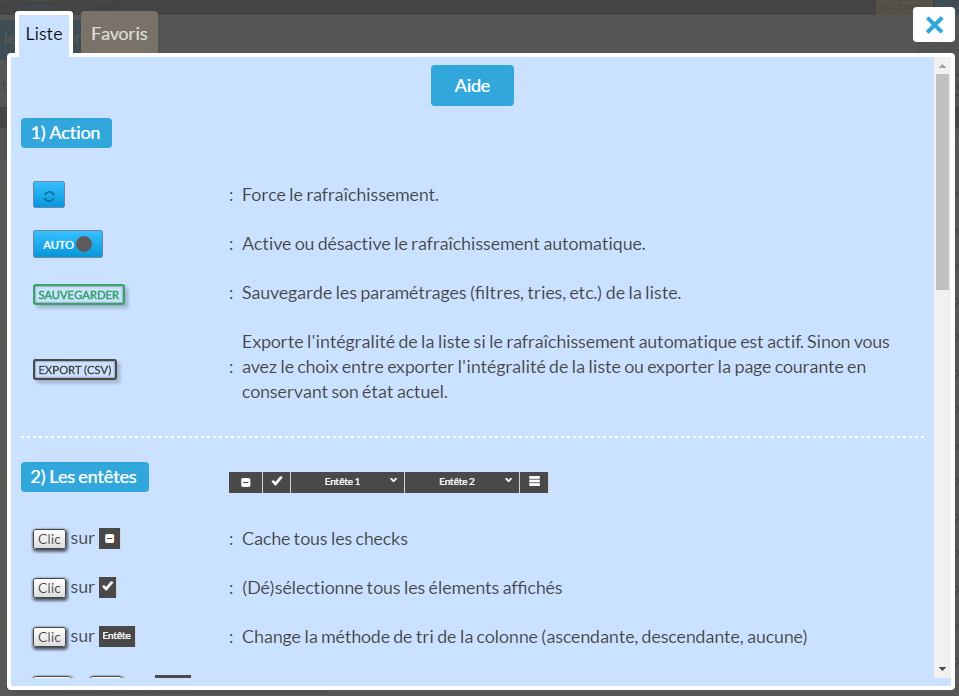 Liste
Favoris
Aide
1) Action
: Force le rafraîchissement.
AUTO
: Active ou désactive le rafraîchissement automatique.
SAUVEGARDER
: Sauvegarde les paramétrages (filtres, tries, etc.) de la liste.
EXPORT (CSV)
: Exporte l'intégralité de la liste si le rafraîchissement automatique est actif. Sinon vous
avez le choix entre exporter l'intégralité de la liste ou exporter la page courante en
conservant son état actuel.
2) Les entêtes
Entête 1
Entête 2
Clic sur
: Cache tous les checks
Clic sur
: (Dé)sélectionne tous les élements affichés
Clic sur Entête
: Change la méthode de tri de la colonne (ascendante, descendante, aucune)